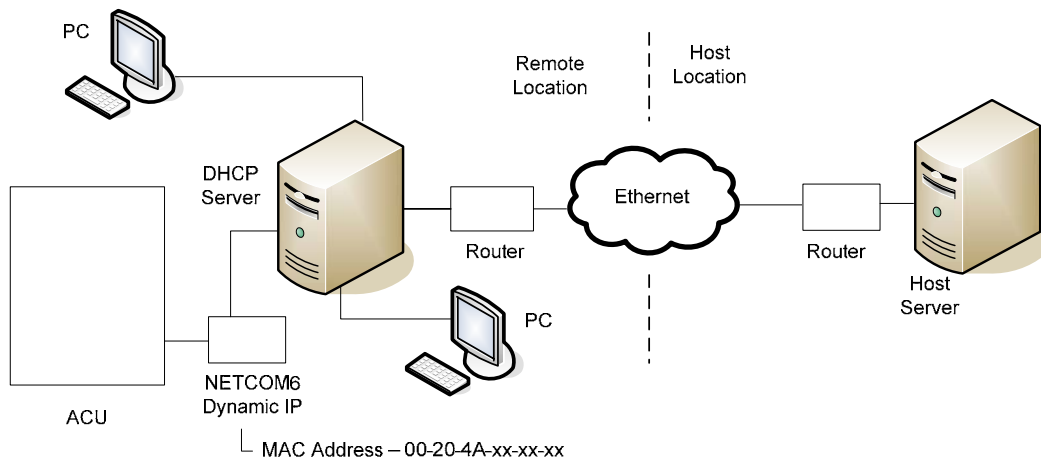 PC
Remote
Location
Host
Location
DHCP
Server
Ethernet
Router
Router
Host
Server
PC
NETCOM6
Dynamic IP
ACU
MAC Address – 00-20-4A-xx-xx-xx